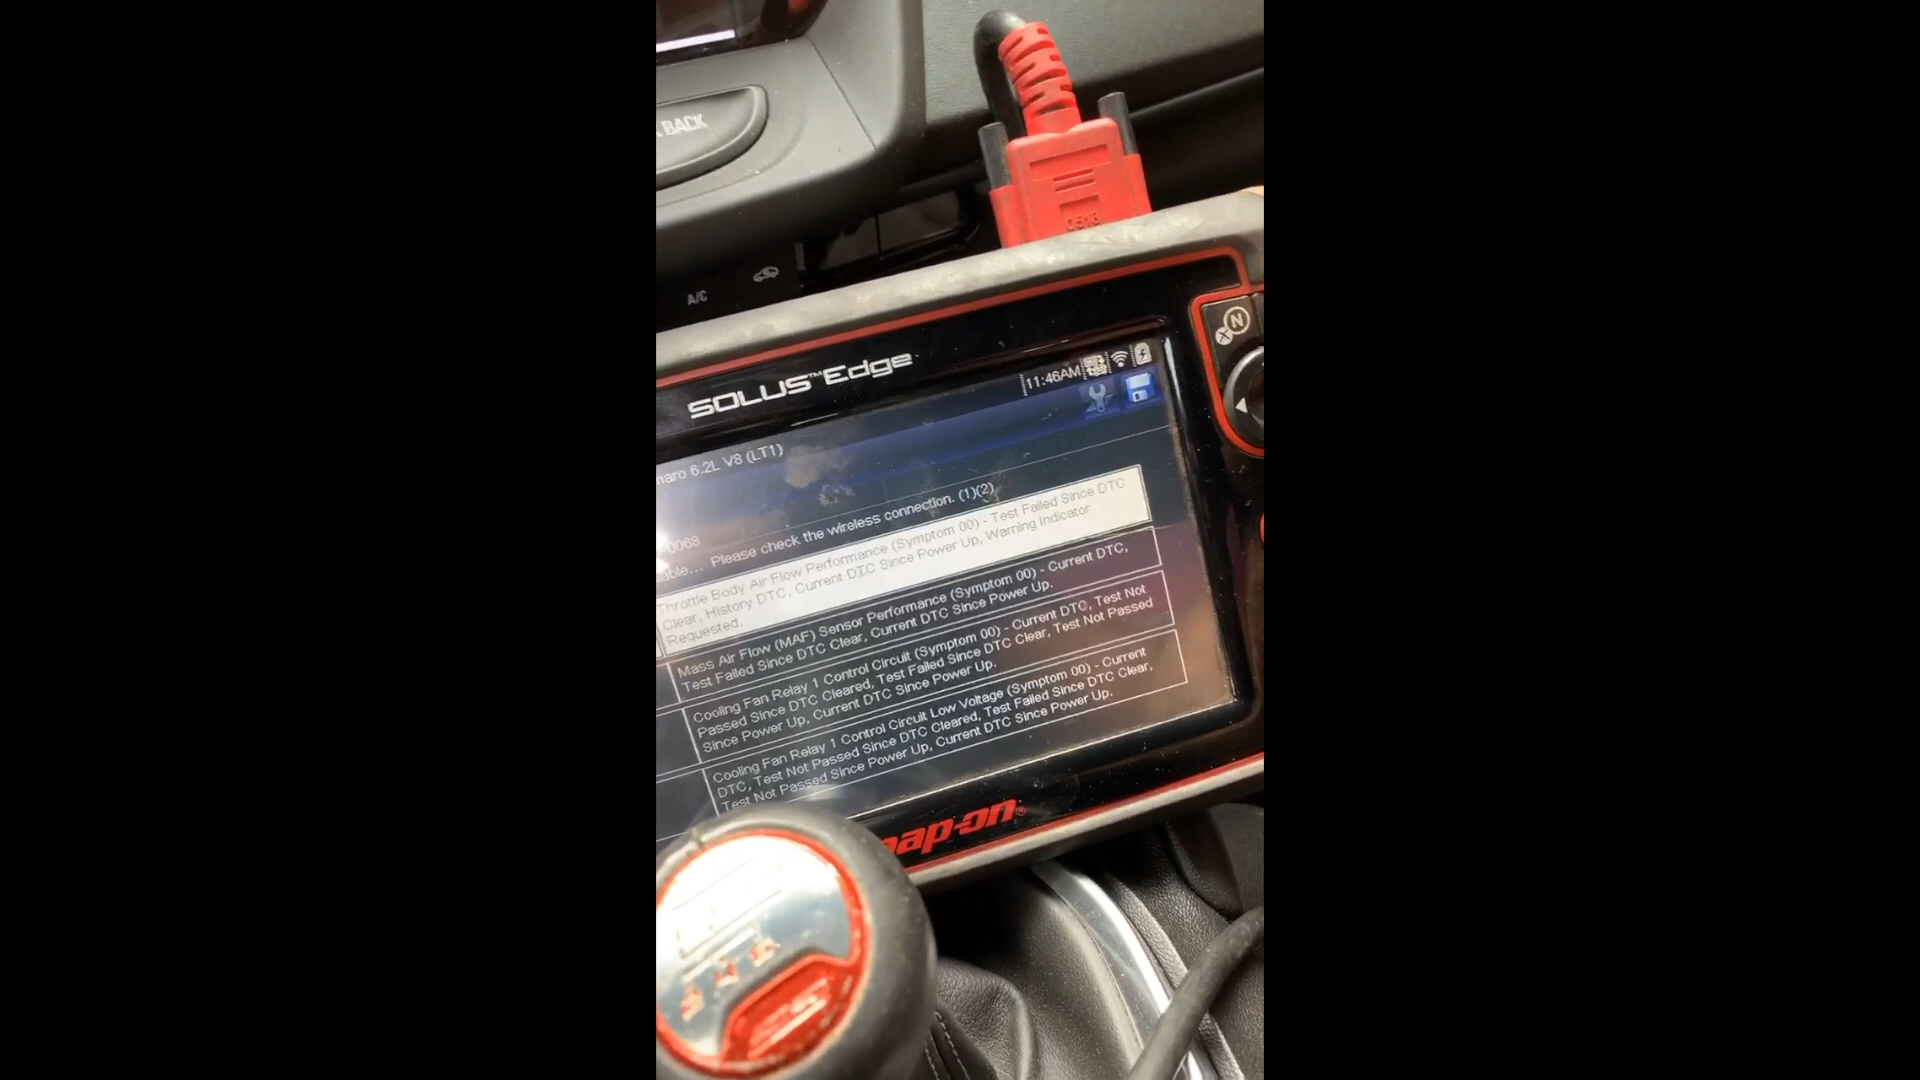 BACK
0513
A/C
N
X
SOLUS™Edge
11:46AM
maro 6.2L V8 (LT1)
0068
able... Please check the wireless connection. (1)(2)
Throttle Body Air Flow Performance (Symptom 00) - Test Failed Since DTC
Clear, History DTC, Current DTC Since Power Up, Warning Indicator
Requested.
Mass Air Flow (MAF) Sensor Performance (Symptom 00) - Current DTC,
Test Failed Since DTC Clear, Current DTC Since Power Up.
Cooling Fan Relay 1 Control Circuit (Symptom 00) - Current DTC, Test Not
Passed Since DTC Cleared, Test Failed Since DTC Clear, Test Not Passed
Since Power Up, Current DTC Since Power Up.
Cooling Fan Relay 1 Control Circuit Low Voltage (Symptom 00) - Current
DTC, Test Not Passed Since DTC Cleared, Test Failed Since DTC Clear,
Test Not Passed Since Power Up, Current DTC Since Power Up.
nap-on®
SS